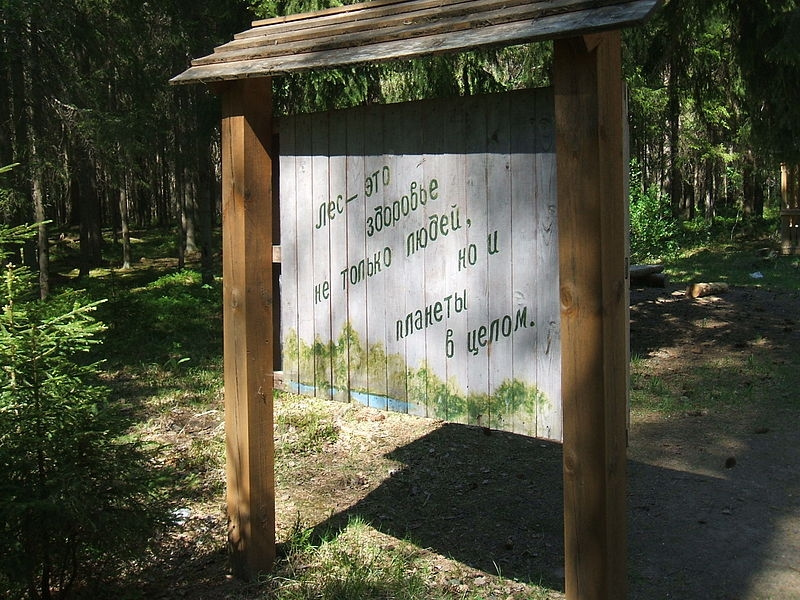 лес – это
здоровье
не только людей,
но и
планеты
в целом.